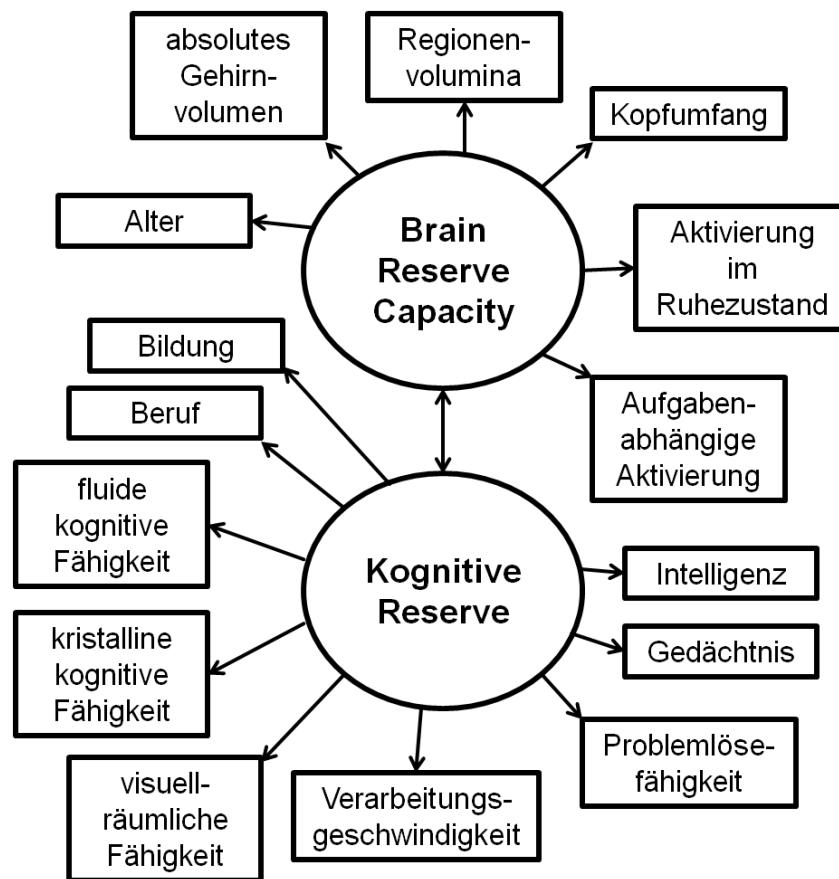 absolutes
Gehirn-
volumen
Regionen-
volumina
Kopfumfang
Alter
Brain
Reserve
Capacity
Aktivierung
im
Ruhezustand
Bildung
Beruf
Aufgaben-
abhängige
Aktivierung
fluide
kognitive
Fähigkeit
Kognitive
Reserve
Intelligenz
kristalline
kognitive
Fähigkeit
Gedächtnis
Problemlöse-
fähigkeit
visuell-
räumliche
Fähigkeit
Verarbeitungs-
geschwindigkeit